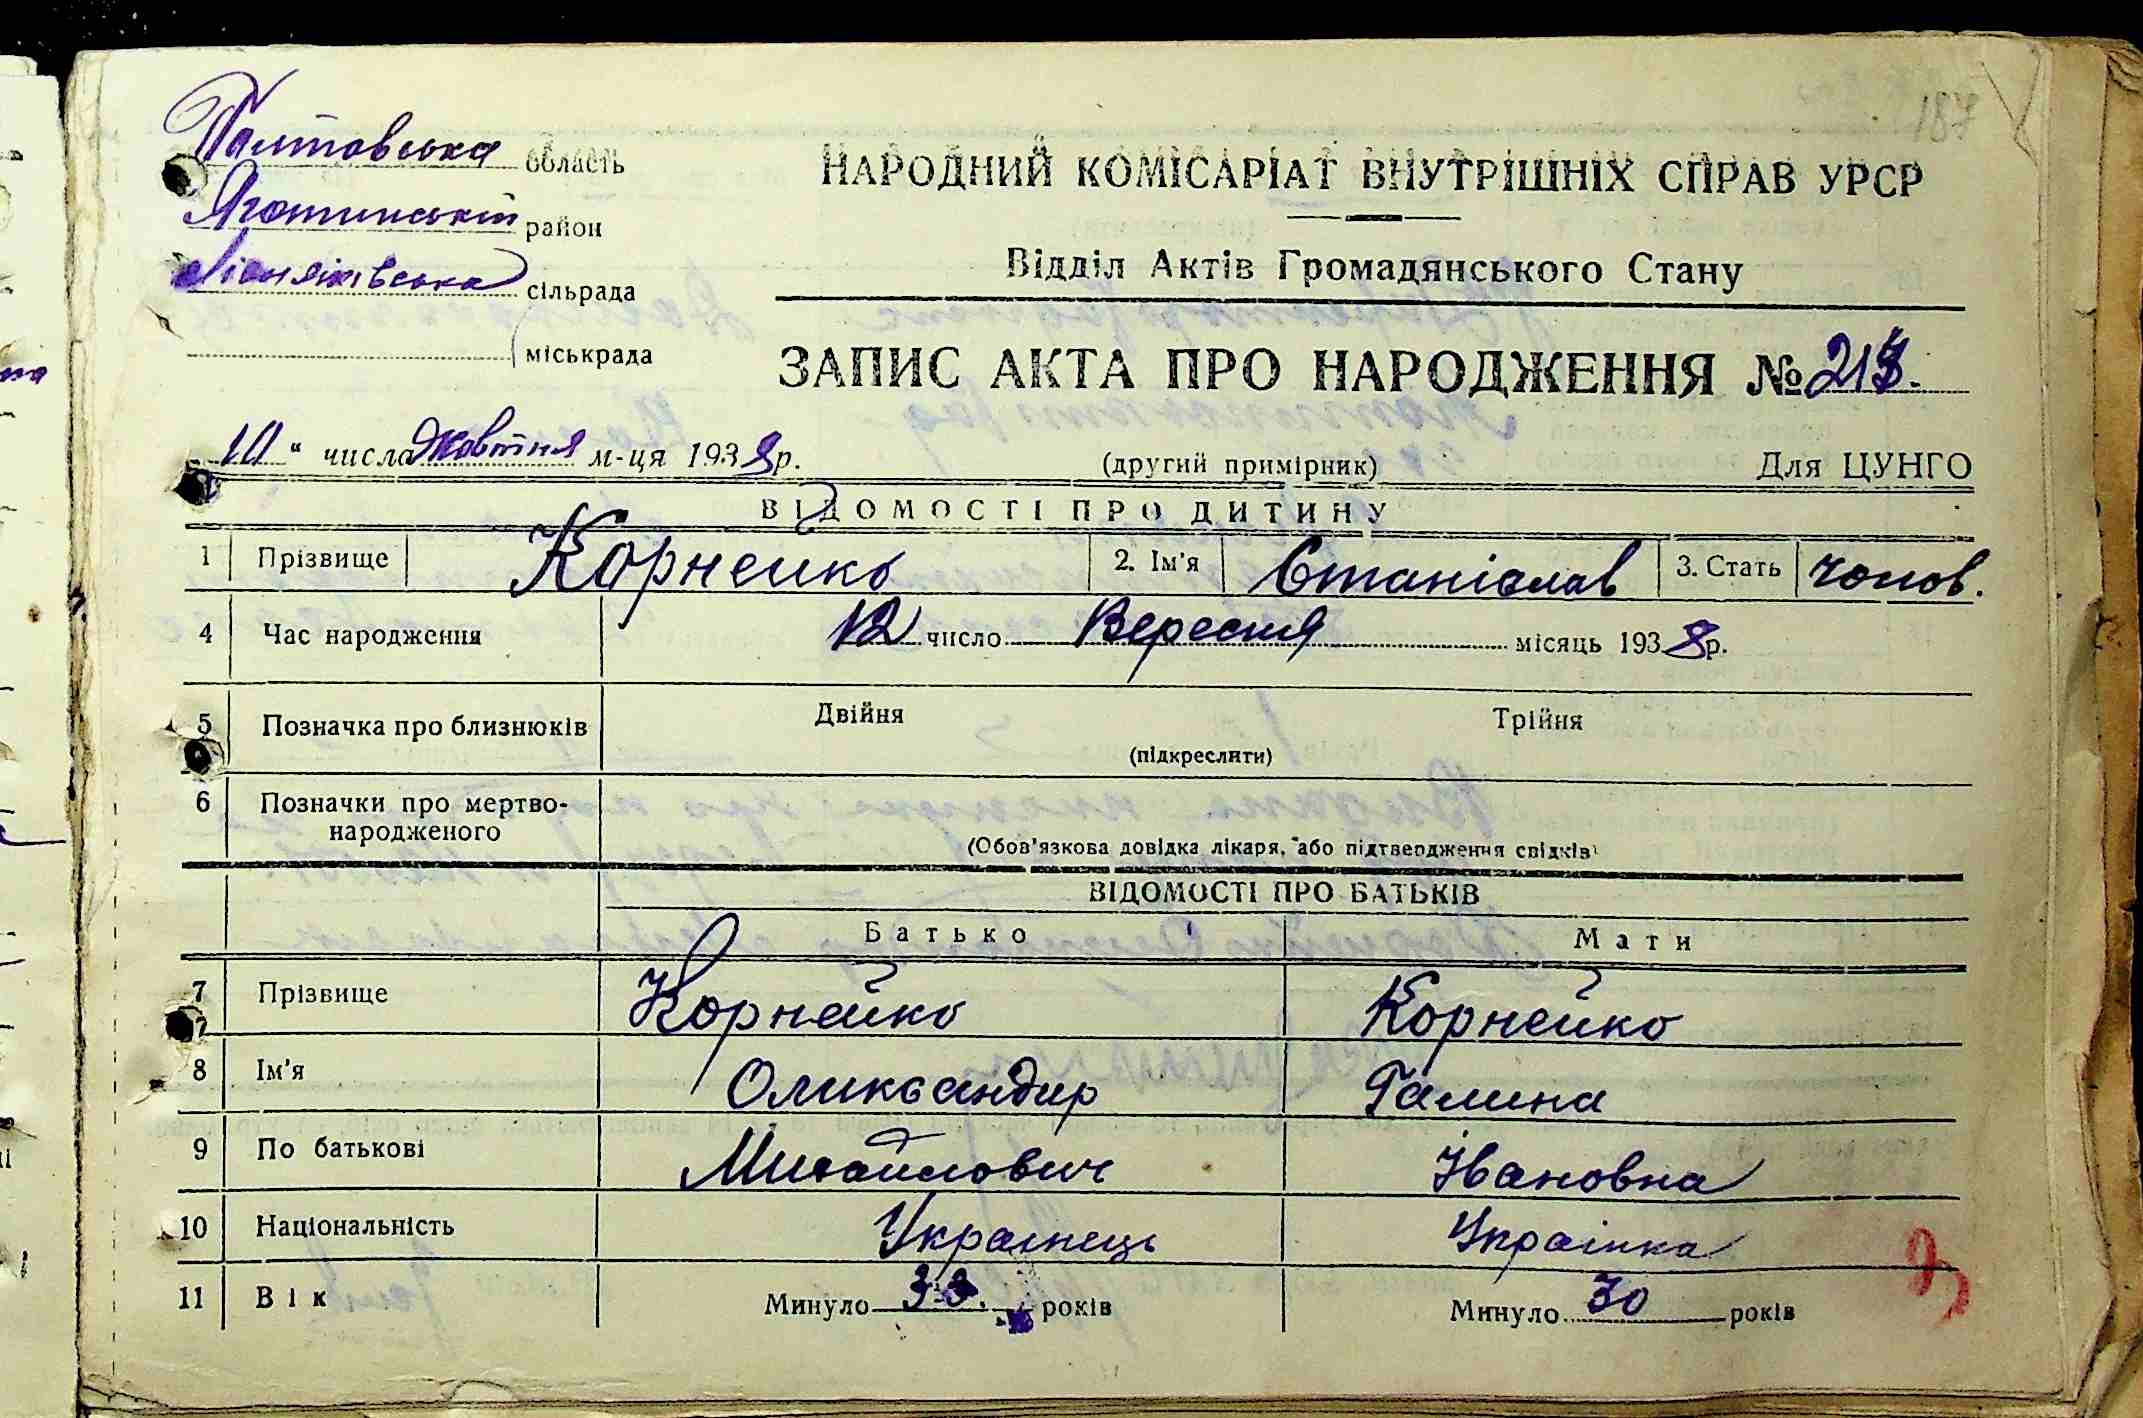 187
Полтовська область
Яготинський район
сільрада
міськрада
НАРОДНИЙ КОМІСАРІАТ ВНУТРІШНІХ СПРАВ УРСР
Відділ Актів Громадянського Стану
ЗАПИС АКТА ПРО НАРОДЖЕННЯ №
10 " числа Жовтня м-ця 1938 р. (другий примірник) Для ЦУНГО
ВІДОМОСТІ ПРО ДИТИНУ
1 Прізвище Корнейко 2. Ім'я Станіслав 3. Стать чолов.
4 Час народження 12 число Вересня місяць 1938 р.
5 Позначка про близнюків Двійня Трійня
(підкреслити)
6 Позначки про мертво-
народженого
(Обов'язкова довідка лікаря, або підтвердження свідків)
ВІДОМОСТІ ПРО БАТЬКІВ
Батько Мати
7 Прізвище Корнейко Корнейко
8 Ім'я Олександир Галина
9 По батькові Михайлович Івановна
10 Національність Українець Українка
11 Вік Минуло 33 років Минуло 30 років